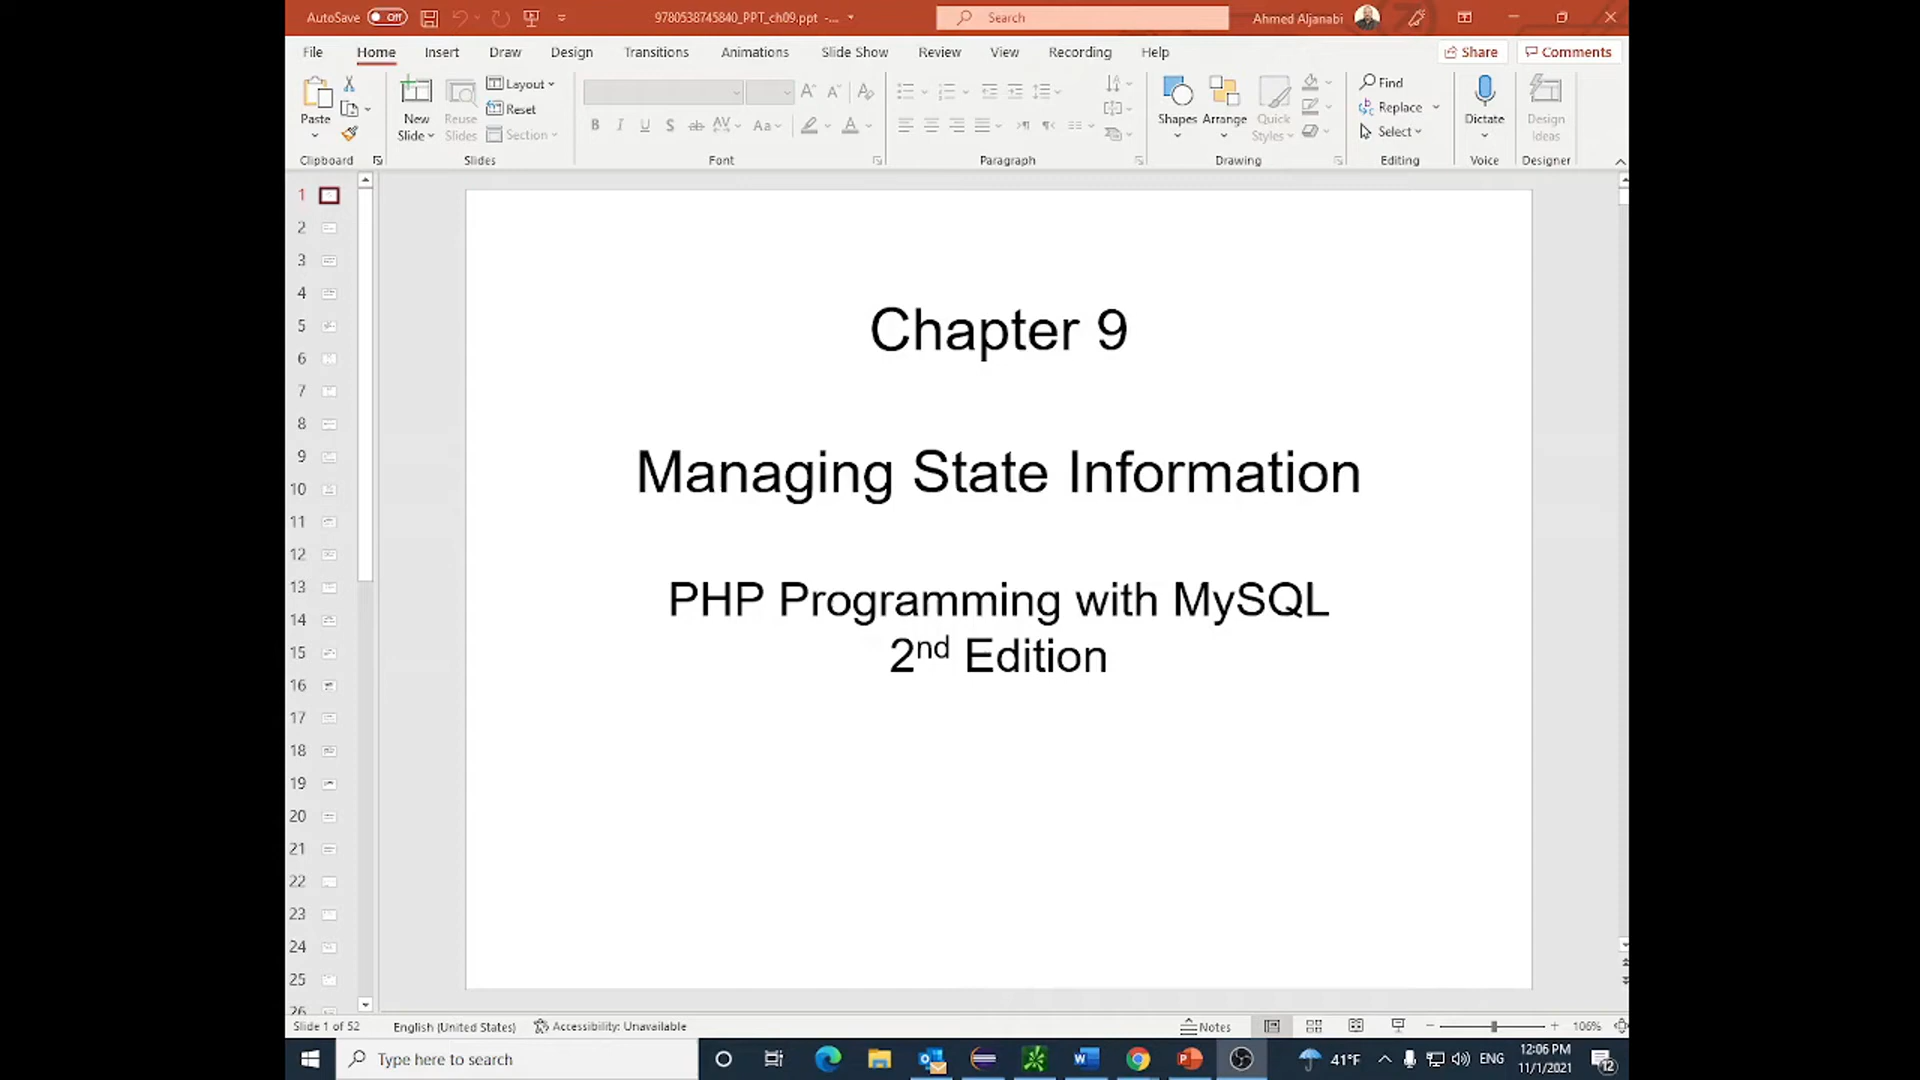 AutoSave Off 9780538745840_PPT_ch09.ppt -... Search Ahmed Aljanabi
File Home Insert Draw Design Transitions Animations Slide Show Review View Recording Help Share Comments
Paste
New Slide
Reuse Slides
Layout
Reset
Section
B I U S ab AV Aa A
Shapes
Arrange
Quick Styles
Find
Replace
Select
Dictate
Design Ideas
Clipboard Slides Font Paragraph Drawing Editing Voice Designer
1
2
3
4
5
6
7
8
9
10
11
12
13
14
15
16
17
18
19
20
21
22
23
24
25
26
Chapter 9
Managing State Information
PHP Programming with MySQL
2nd Edition
Slide 1 of 52 English (United States) Accessibility: Unavailable Notes 106%
Type here to search 41°F ENG 12:06 PM
11/1/2021 12